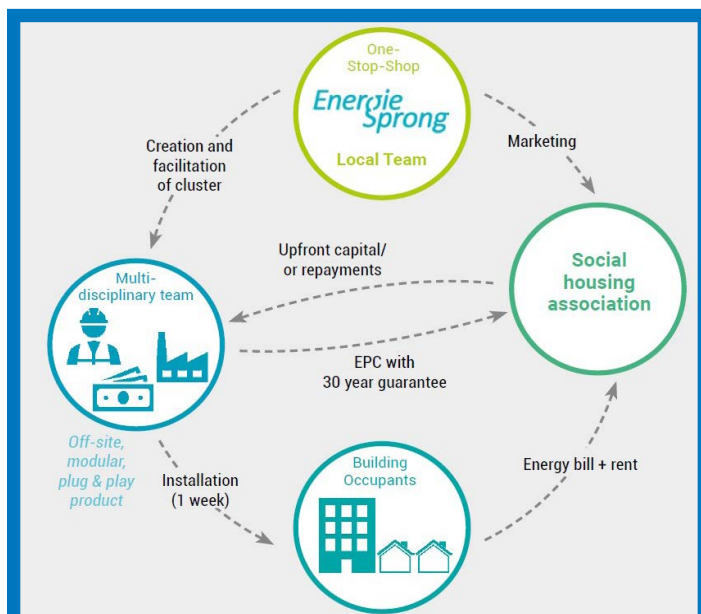 One-
Stop-Shop
Energie
Sprong
Local Team
Creation and
facilitation
of cluster
Marketing
Upfront capital/
or repayments
Multi-
disciplinary team
Social
housing
association
EPC with
30 year guarantee
Off-site,
modular,
plug & play
product
Installation
(1 week)
Building
Occupants
Energy bill + rent